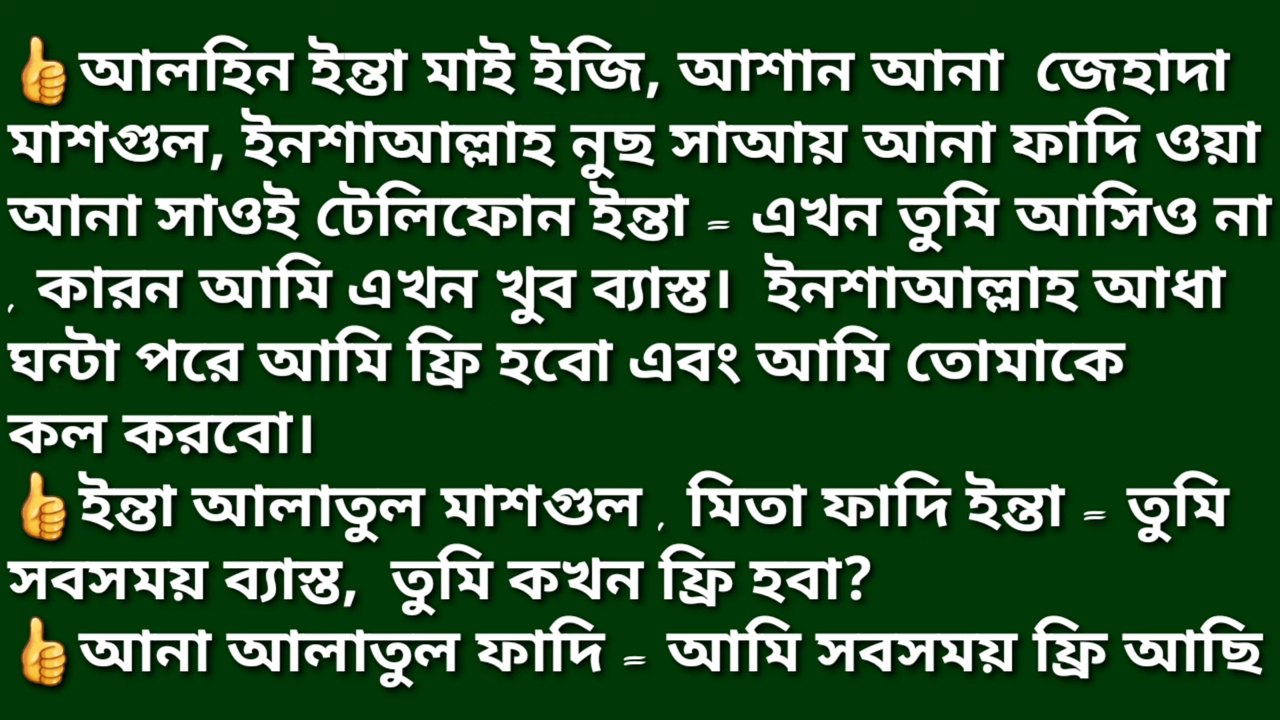 👍আলহিন ইন্তা মাই ইজি, আশান আনা জেহাদা
মাশগুল, ইনশাআল্লাহ নুছ সাআয় আনা ফাদি ওয়া
আনা সাওই টেলিফোন ইন্তা = এখন তুমি আসিও না
, কারন আমি এখন খুব ব্যাস্ত। ইনশাআল্লাহ আধা
ঘন্টা পরে আমি ফ্রি হবো এবং আমি তোমাকে
কল করবো।
👍ইন্তা আলাতুল মাশগুল , মিতা ফাদি ইন্তা = তুমি
সবসময় ব্যাস্ত, তুমি কখন ফ্রি হবা?
👍আনা আলাতুল ফাদি = আমি সবসময় ফ্রি আছি